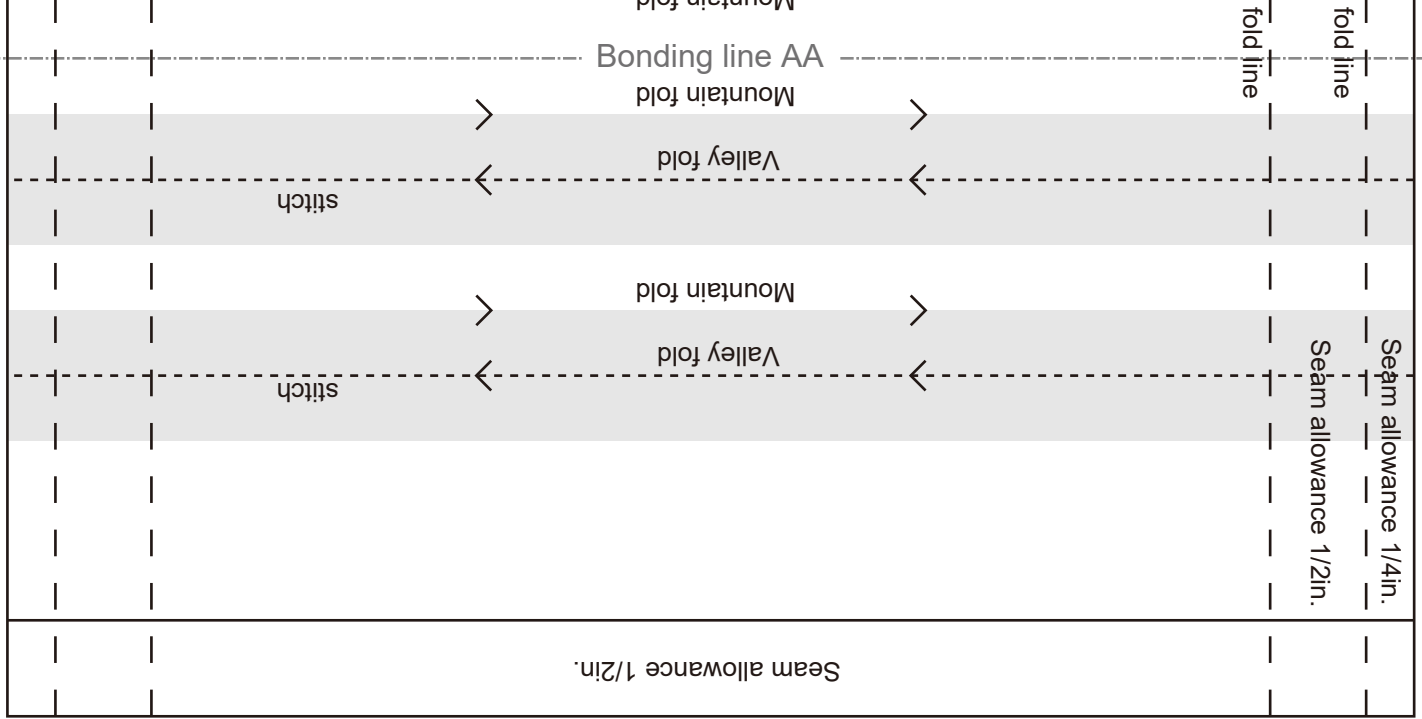 Mountain fold
fold line
fold line
Bonding line AA
Mountain fold
Valley fold
stitch
Mountain fold
Valley fold
stitch
Seam allowance 1/2in.
Seam allowance 1/4in.
Seam allowance 1/2in.